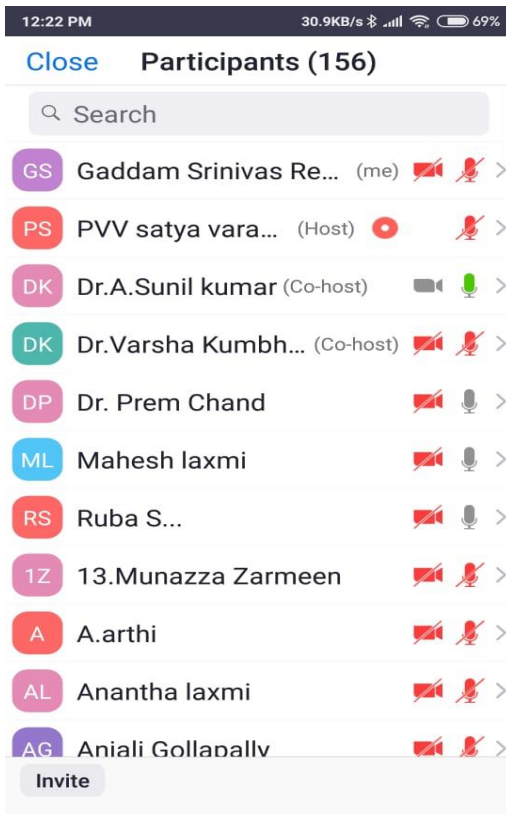 12:22 PM 30.9KB/s 69%
Close Participants (156)
Search
GS Gaddam Srinivas Re... (me)
PS PVV satya vara... (Host)
DK Dr.A.Sunil kumar (Co-host)
DK Dr.Varsha Kumbh... (Co-host)
DP Dr. Prem Chand
ML Mahesh laxmi
RS Ruba S...
1Z 13.Munazza Zarmeen
A A.arthi
AL Anantha laxmi
AG Anjali Gollapally
Invite